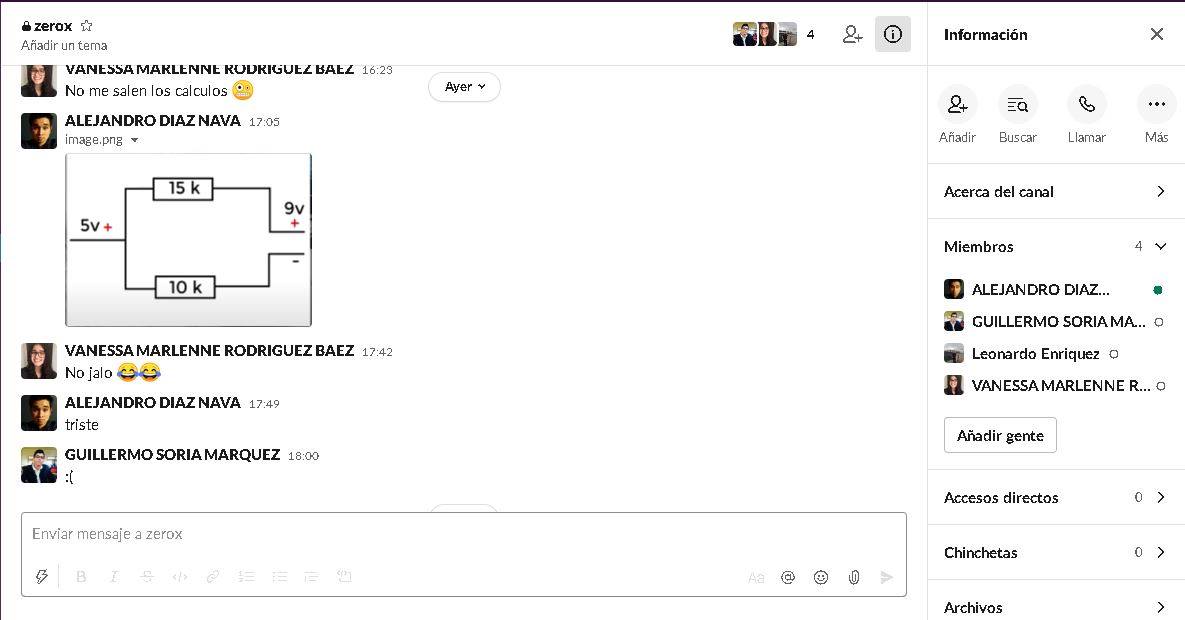 zerox
Añadir un tema
4
VANESSA MARLENNE RODRIGUEZ BAEZ 16:23
No me salen los calculos
Ayer
ALEJANDRO DIAZ NAVA 17:05
image.png
15 k
9v
+
5v +
-
10 k
VANESSA MARLENNE RODRIGUEZ BAEZ 17:42
No jalo
ALEJANDRO DIAZ NAVA 17:49
triste
GUILLERMO SORIA MARQUEZ 18:00
:(
Enviar mensaje a zerox
B I S </> Aa @
Información
Añadir Buscar Llamar Más
Acerca del canal
Miembros 4
ALEJANDRO DIAZ...
GUILLERMO SORIA MA...
Leonardo Enriquez
VANESSA MARLENNE R...
Añadir gente
Accesos directos 0
Chinchetas 0
Archivos